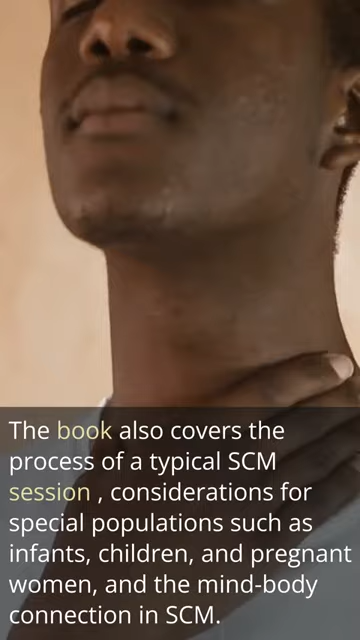 The book also covers the
process of a typical SCM
session , considerations for
special populations such as
infants, children, and pregnant
women, and the mind-body
connection in SCM.